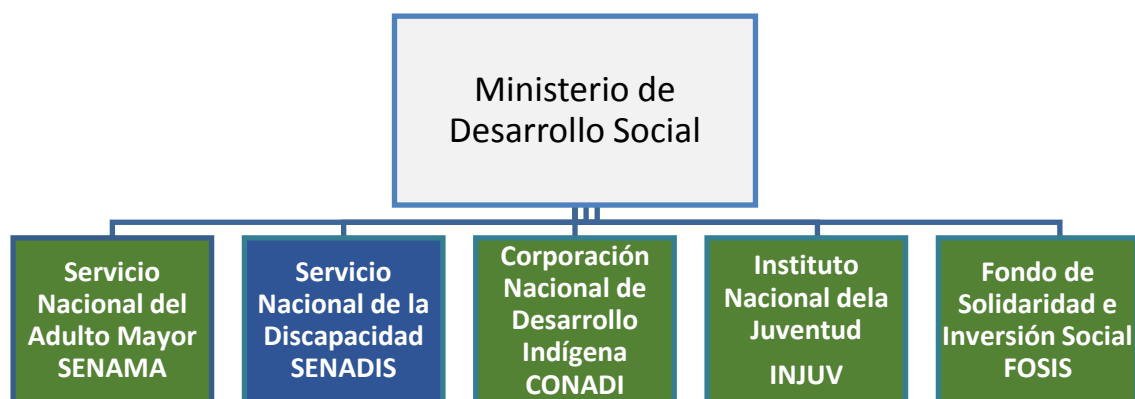 Ministerio de
Desarrollo Social
Servicio
Nacional del
Adulto Mayor
SENAMA
Servicio
Nacional de la
Discapacidad
SENADIS
Corporación
Nacional de
Desarrollo
Indígena
CONADI
Instituto
Nacional dela
Juventud
INJUV
Fondo de
Solidaridad e
Inversión Social
FOSIS